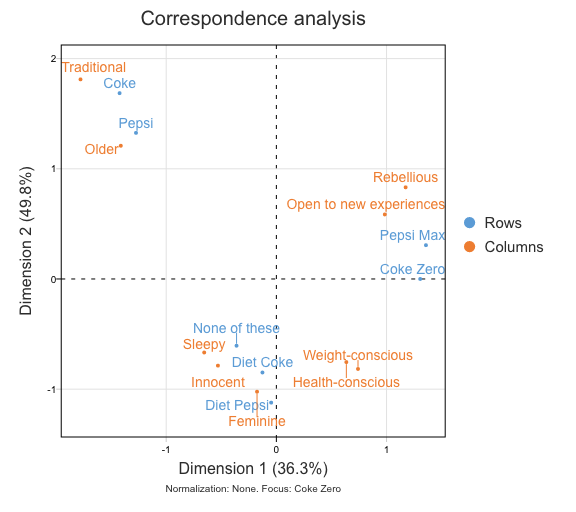 Correspondence analysis
2
Traditional
Coke
Pepsi
Older
1
Rebellious
Open to new experiences
Pepsi Max
Coke Zero
0
None of these
Sleepy
Diet Coke
Weight-conscious
Innocent
Health-conscious
-1
Diet Pepsi
Feminine
-1
0
1
Dimension 2 (49.8%)
Dimension 1 (36.3%)
Normalization: None. Focus: Coke Zero
Rows
Columns